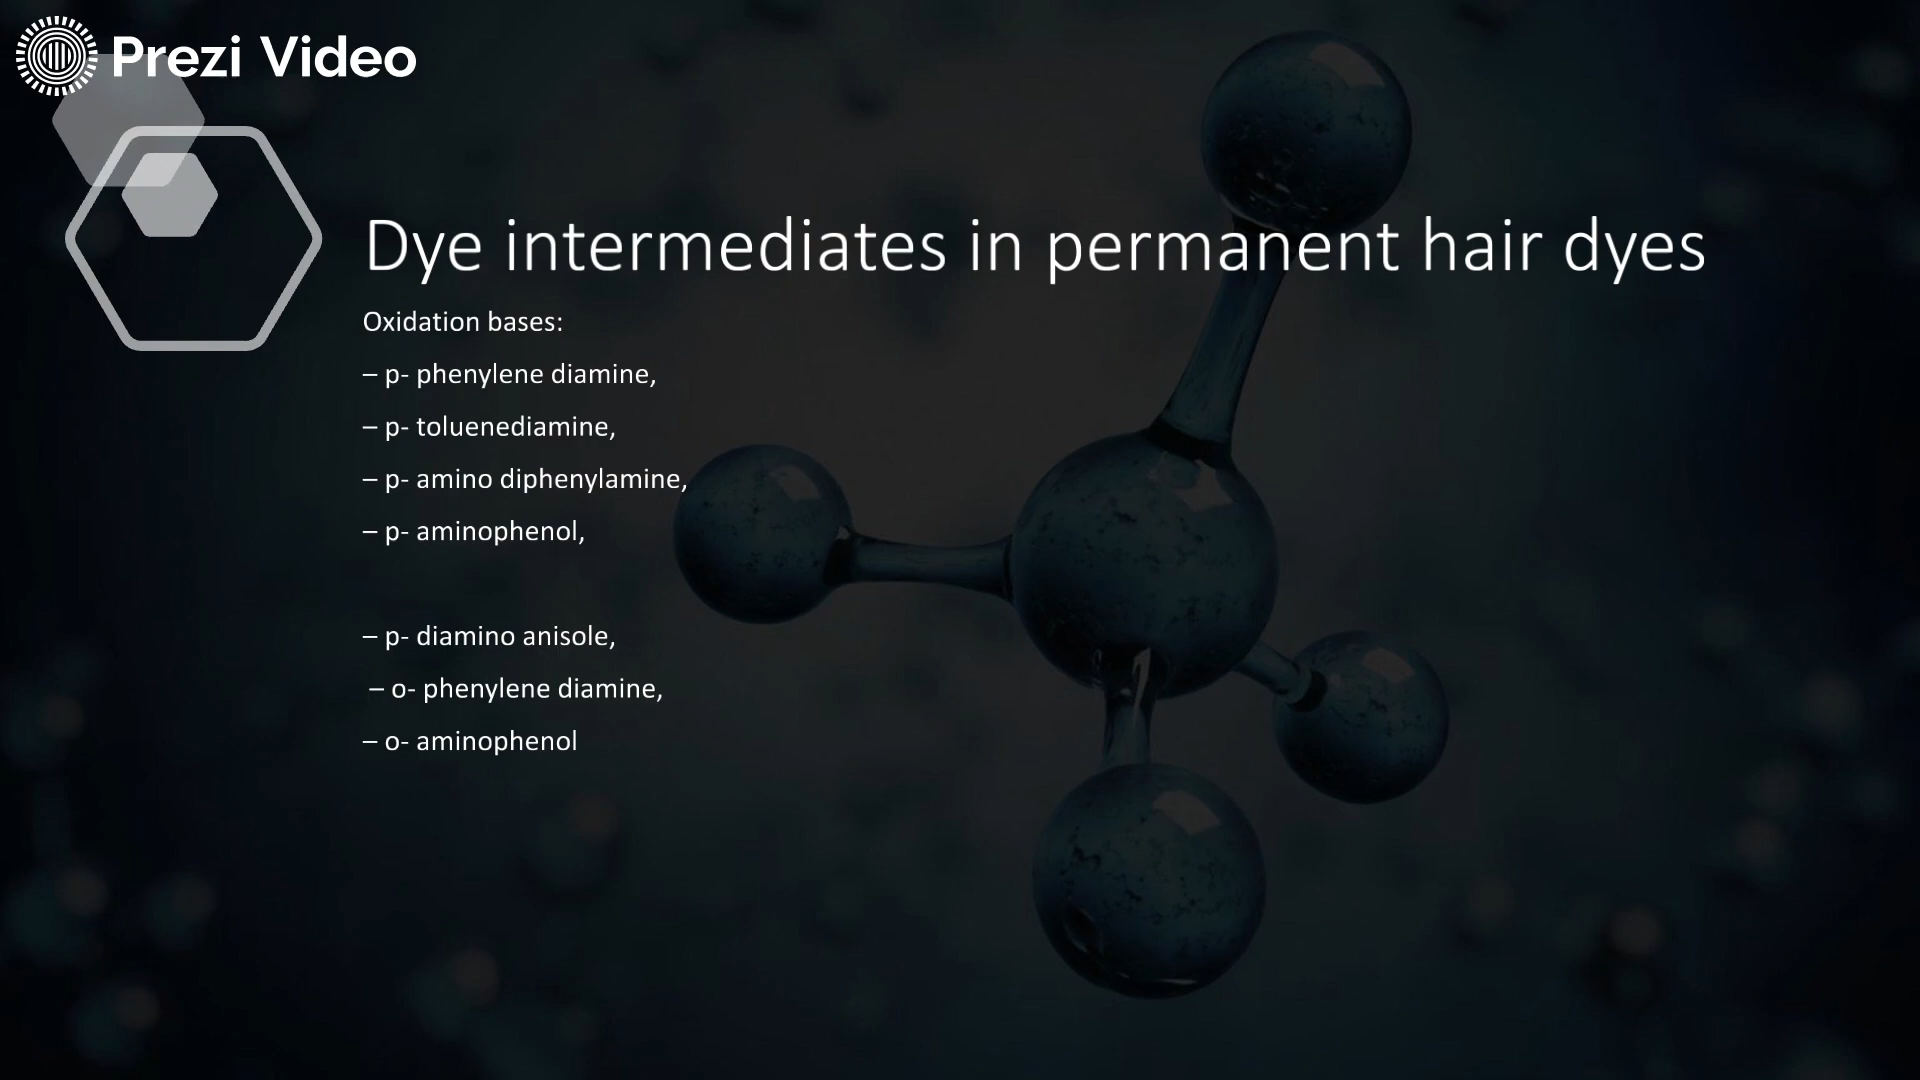 Prezi Video
Dye intermediates in permanent hair dyes
Oxidation bases:
– p- phenylene diamine,
– p- toluenediamine,
– p- amino diphenylamine,
– p- aminophenol,
– p- diamino anisole,
– o- phenylene diamine,
– o- aminophenol